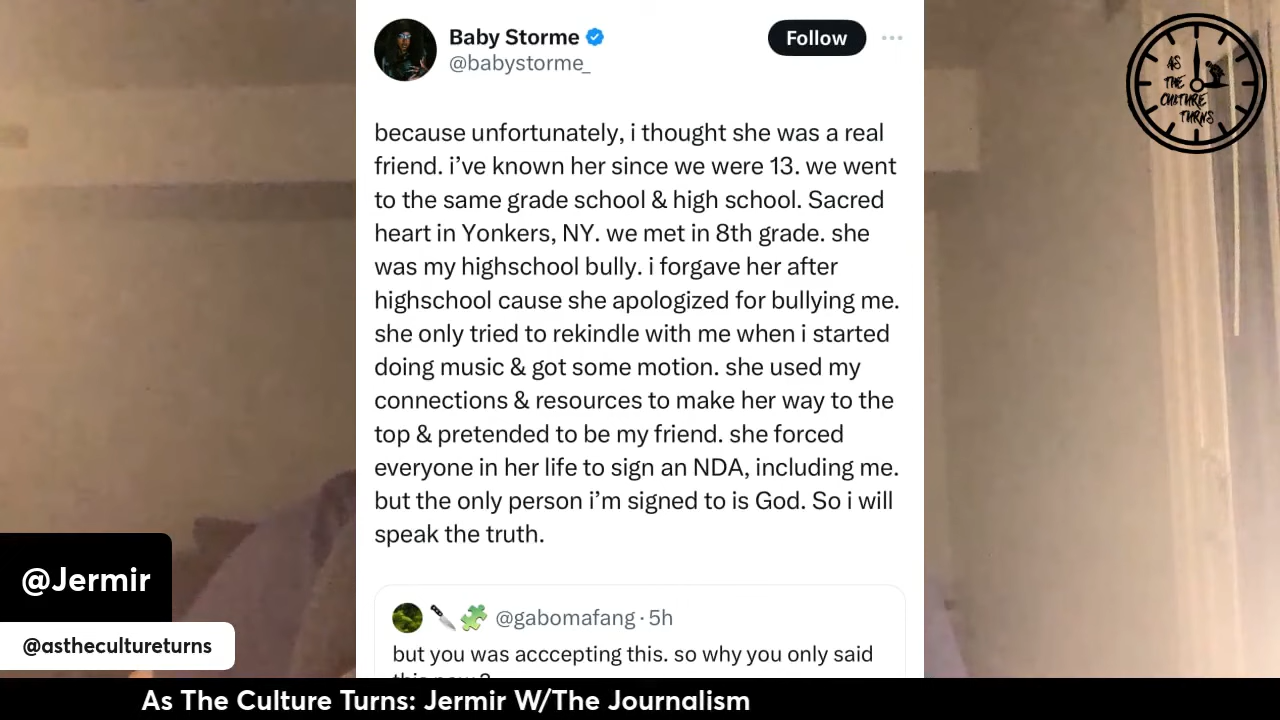 Baby Storme
@babystorme_
Follow
because unfortunately, i thought she was a real
friend. i’ve known her since we were 13. we went
to the same grade school & high school. Sacred
heart in Yonkers, NY. we met in 8th grade. she
was my highschool bully. i forgave her after
highschool cause she apologized for bullying me.
she only tried to rekindle with me when i started
doing music & got some motion. she used my
connections & resources to make her way to the
top & pretended to be my friend. she forced
everyone in her life to sign an NDA, including me.
but the only person i’m signed to is God. So i will
speak the truth.
@gabomafang · 5h
but you was acccepting this. so why you only said
AS
THE
CULTURE
TURNS
@Jermir
@asthecultureturns
As The Culture Turns: Jermir W/The Journalism